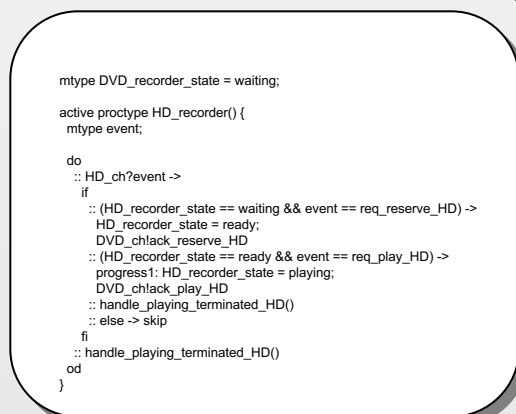 mtype DVD_recorder_state = waiting;
active proctype HD_recorder() {
mtype event;
do
:: HD_ch?event ->
if
:: (HD_recorder_state == waiting && event == req_reserve_HD) ->
HD_recorder_state = ready;
DVD_ch!ack_reserve_HD
:: (HD_recorder_state == ready && event == req_play_HD) ->
progress1: HD_recorder_state = playing;
DVD_ch!ack_play_HD
:: handle_playing_terminated_HD()
:: else -> skip
fi
:: handle_playing_terminated_HD()
od
}